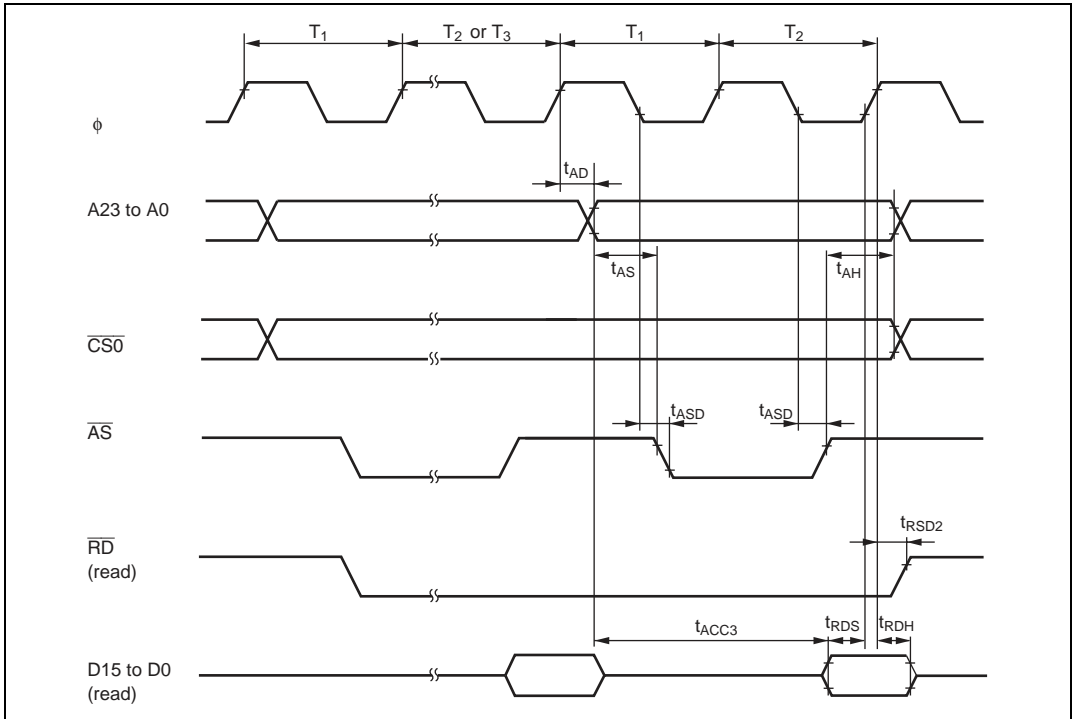 T1 T2 or T3 T1 T2
ϕ
tAD
A23 to A0
tAS tAH
CS0
tASD tASD
AS
tRSD2
RD
(read)
tACC3 tRDS tRDH
D15 to D0
(read)